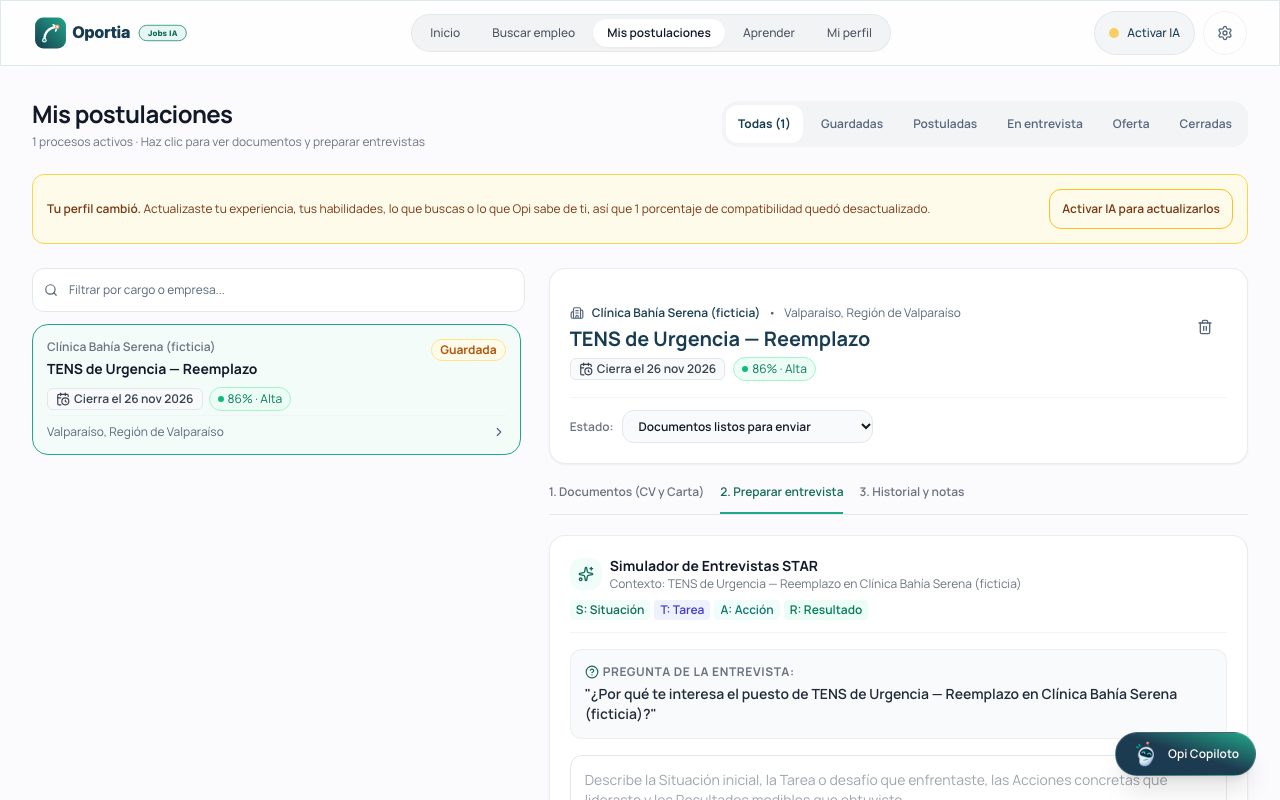 Oportia Jobs IA
Inicio Buscar empleo Mis postulaciones Aprender Mi perfil
Activar IA
Mis postulaciones
1 procesos activos · Haz clic para ver documentos y preparar entrevistas
Todas (1) Guardadas Postuladas En entrevista Oferta Cerradas
Tu perfil cambió. Actualizaste tu experiencia, tus habilidades, lo que buscas o lo que Opi sabe de ti, así que 1 porcentaje de compatibilidad quedó desactualizado.
Activar IA para actualizarlos
Filtrar por cargo o empresa...
Clínica Bahía Serena (ficticia)
Guardada
TENS de Urgencia — Reemplazo
Cierra el 26 nov 2026 86% · Alta
Valparaíso, Región de Valparaíso
Clínica Bahía Serena (ficticia) • Valparaíso, Región de Valparaíso
TENS de Urgencia — Reemplazo
Cierra el 26 nov 2026 86% · Alta
Estado: Documentos listos para enviar
1. Documentos (CV y Carta) 2. Preparar entrevista 3. Historial y notas
Simulador de Entrevistas STAR
Contexto: TENS de Urgencia — Reemplazo en Clínica Bahía Serena (ficticia)
S: Situación T: Tarea A: Acción R: Resultado
PREGUNTA DE LA ENTREVISTA:
"¿Por qué te interesa el puesto de TENS de Urgencia — Reemplazo en Clínica Bahía Serena
(ficticia)?"
Opi Copiloto
Describe la Situación inicial, la Tarea o desafío que enfrentaste, las Acciones concretas que
lideraste y los Resultados medibles que obtuviste.